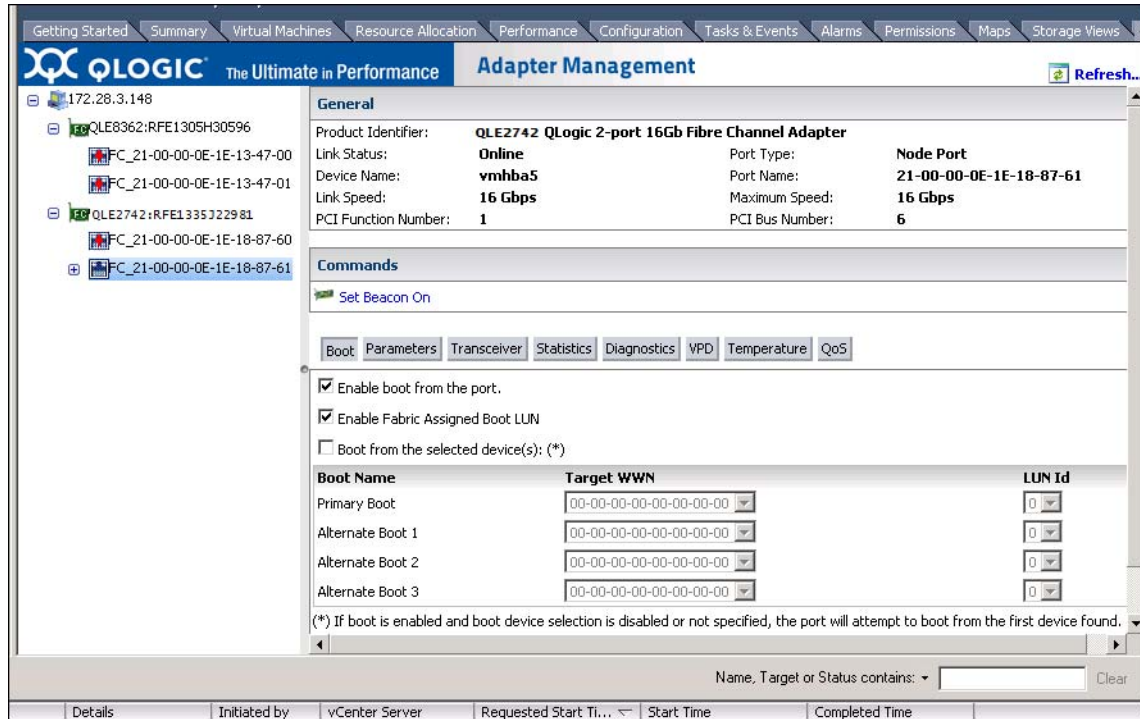 Getting Started Summary Virtual Machines Resource Allocation Performance Configuration Tasks & Events Alarms Permissions Maps Storage Views
QLOGIC The Ultimate in Performance Adapter Management Refresh...
172.28.3.148
QLE8362:RFE1305H30596
FC_21-00-00-0E-1E-13-47-00
FC_21-00-00-0E-1E-13-47-01
QLE2742:RFE1335J22981
FC_21-00-00-0E-1E-18-87-60
FC_21-00-00-0E-1E-18-87-61
General
Product Identifier: QLE2742 QLogic 2-port 16Gb Fibre Channel Adapter
Link Status: Online Port Type: Node Port
Device Name: vmhba5 Port Name: 21-00-00-0E-1E-18-87-61
Link Speed: 16 Gbps Maximum Speed: 16 Gbps
PCI Function Number: 1 PCI Bus Number: 6
Commands
Set Beacon On
Boot Parameters Transceiver Statistics Diagnostics VPD Temperature QoS
Enable boot from the port.
Enable Fabric Assigned Boot LUN
Boot from the selected device(s): (*)
Boot Name Target WWN LUN Id
Primary Boot 00-00-00-00-00-00-00-00 0
Alternate Boot 1 00-00-00-00-00-00-00-00 0
Alternate Boot 2 00-00-00-00-00-00-00-00 0
Alternate Boot 3 00-00-00-00-00-00-00-00 0
(*) If boot is enabled and boot device selection is disabled or not specified, the port will attempt to boot from the first device found.
Name, Target or Status contains: Clear
Details Initiated by vCenter Server Requested Start Ti... Start Time Completed Time